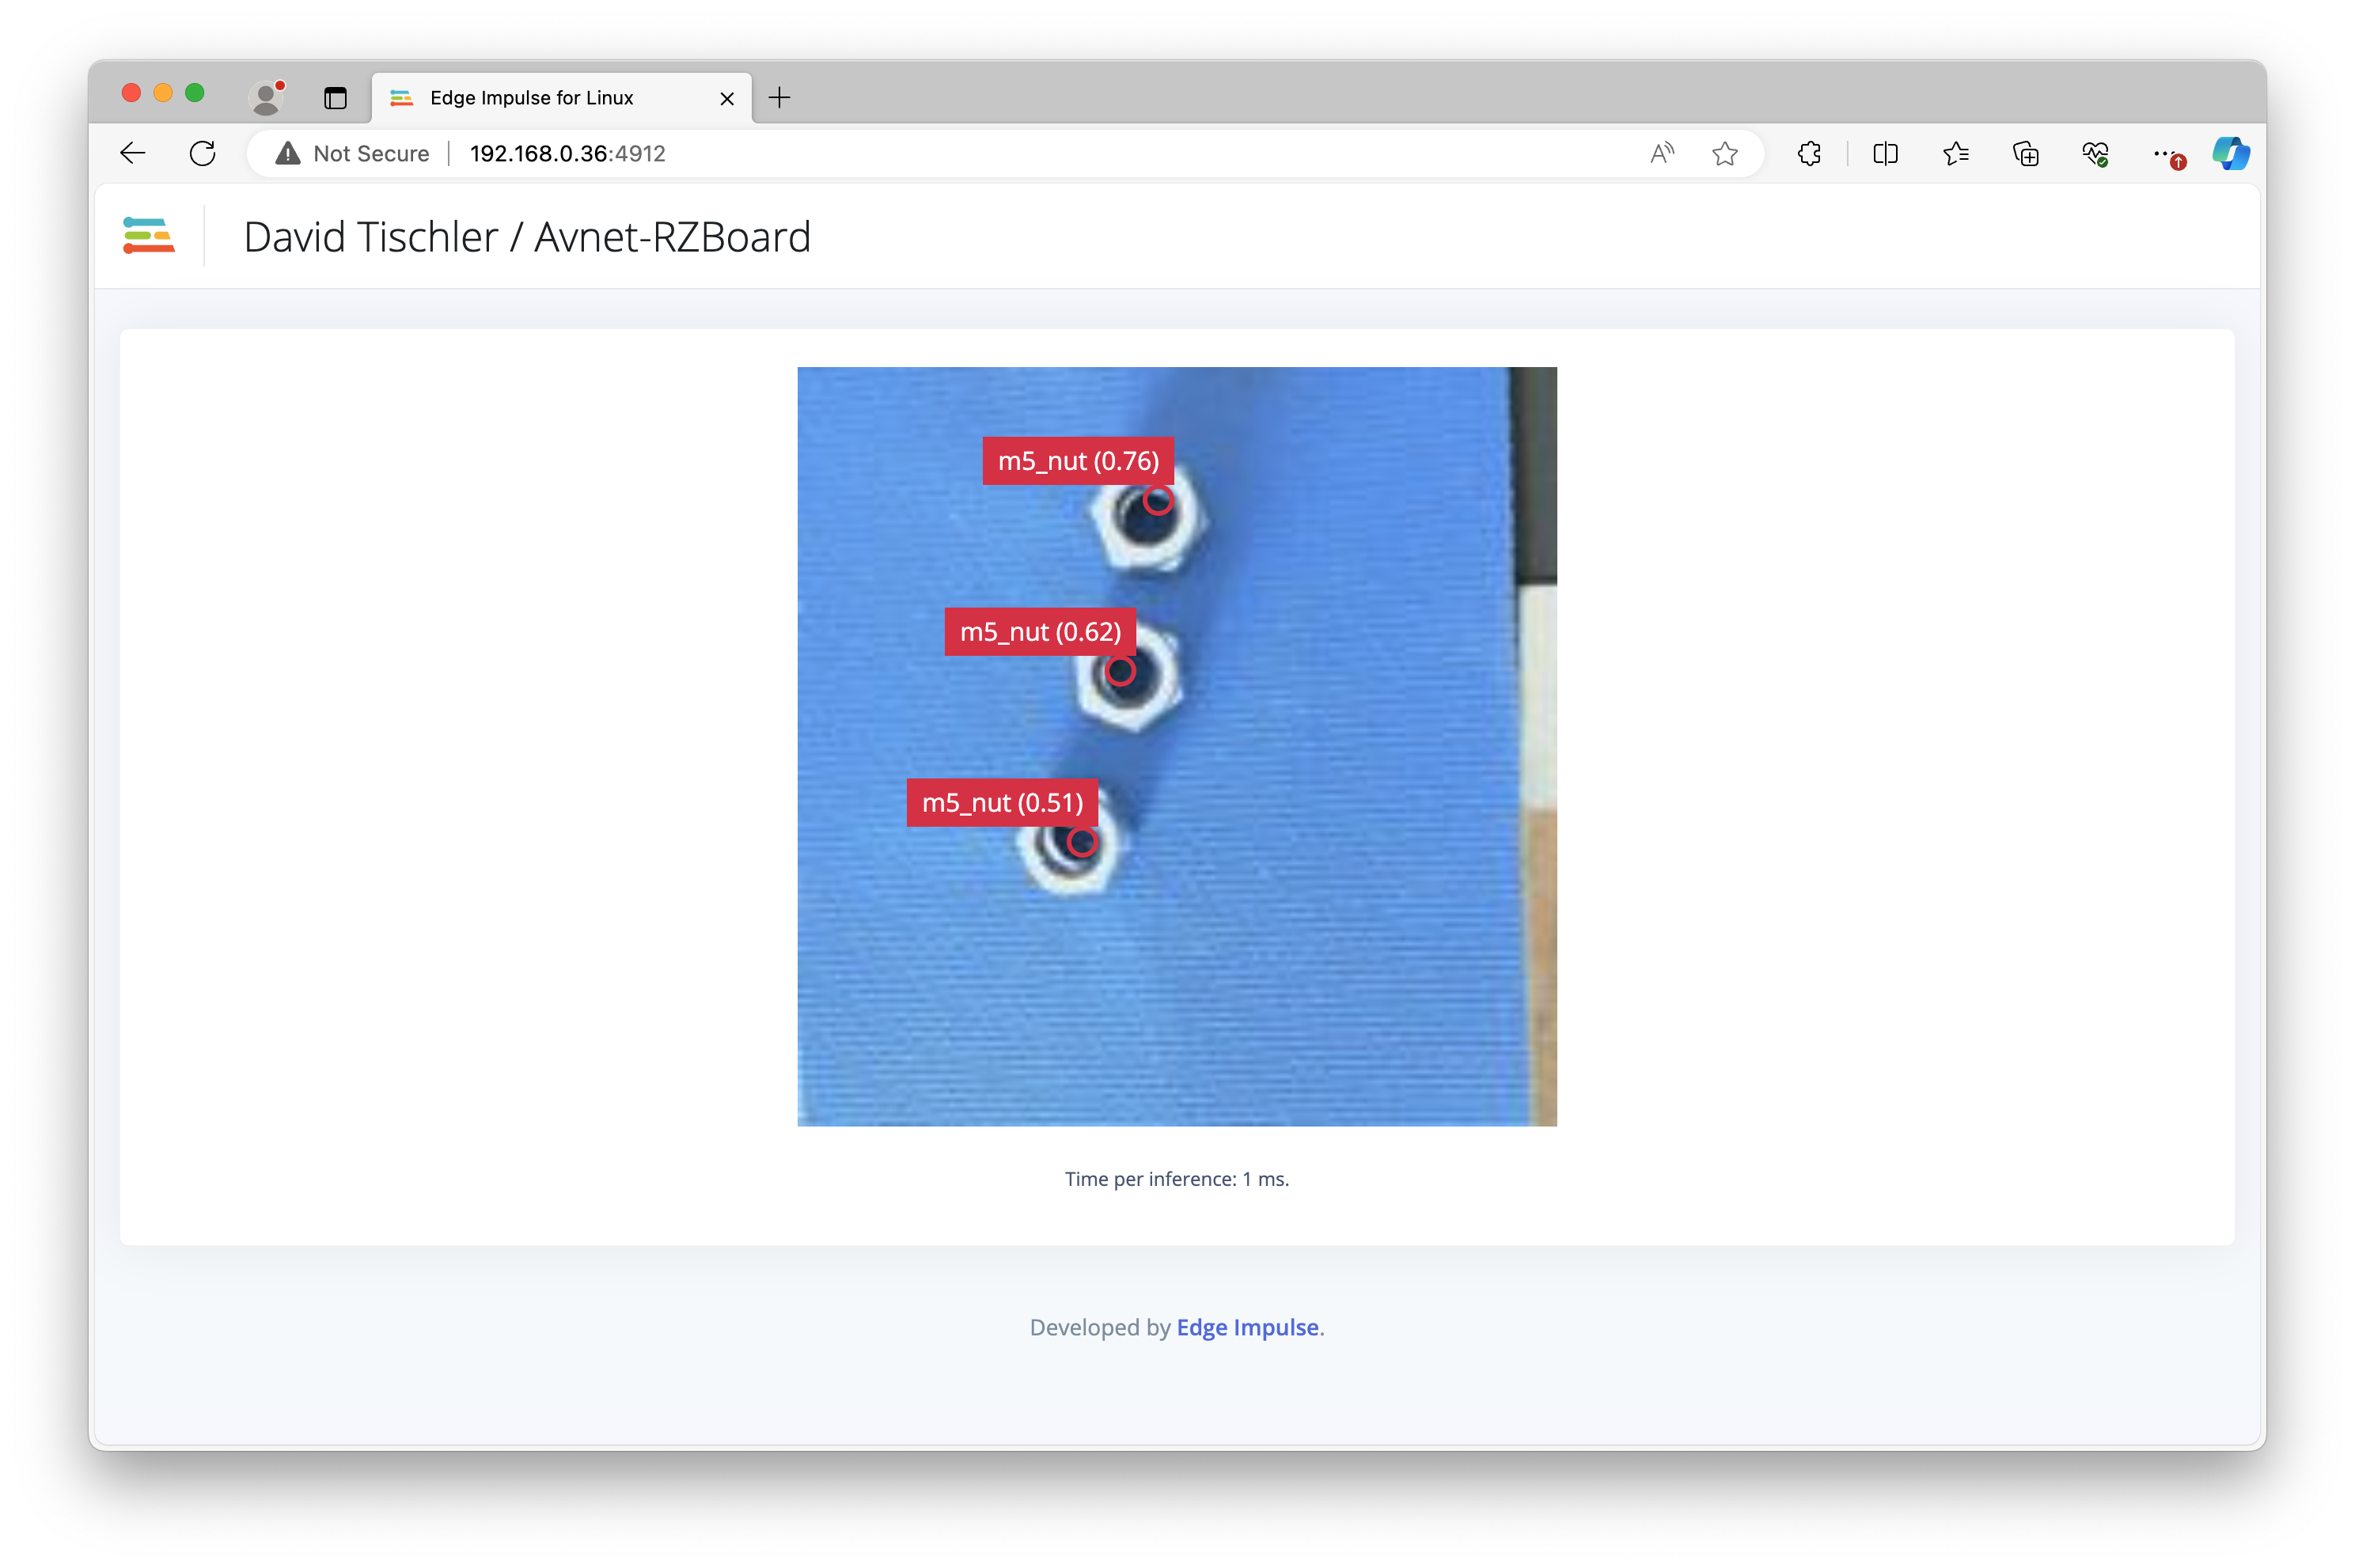 Edge Impulse for Linux
Not Secure 192.168.0.36:4912
David Tischler / Avnet-RZBoard
m5_nut (0.76)
m5_nut (0.62)
m5_nut (0.51)
Time per inference: 1 ms.
Developed by Edge Impulse.